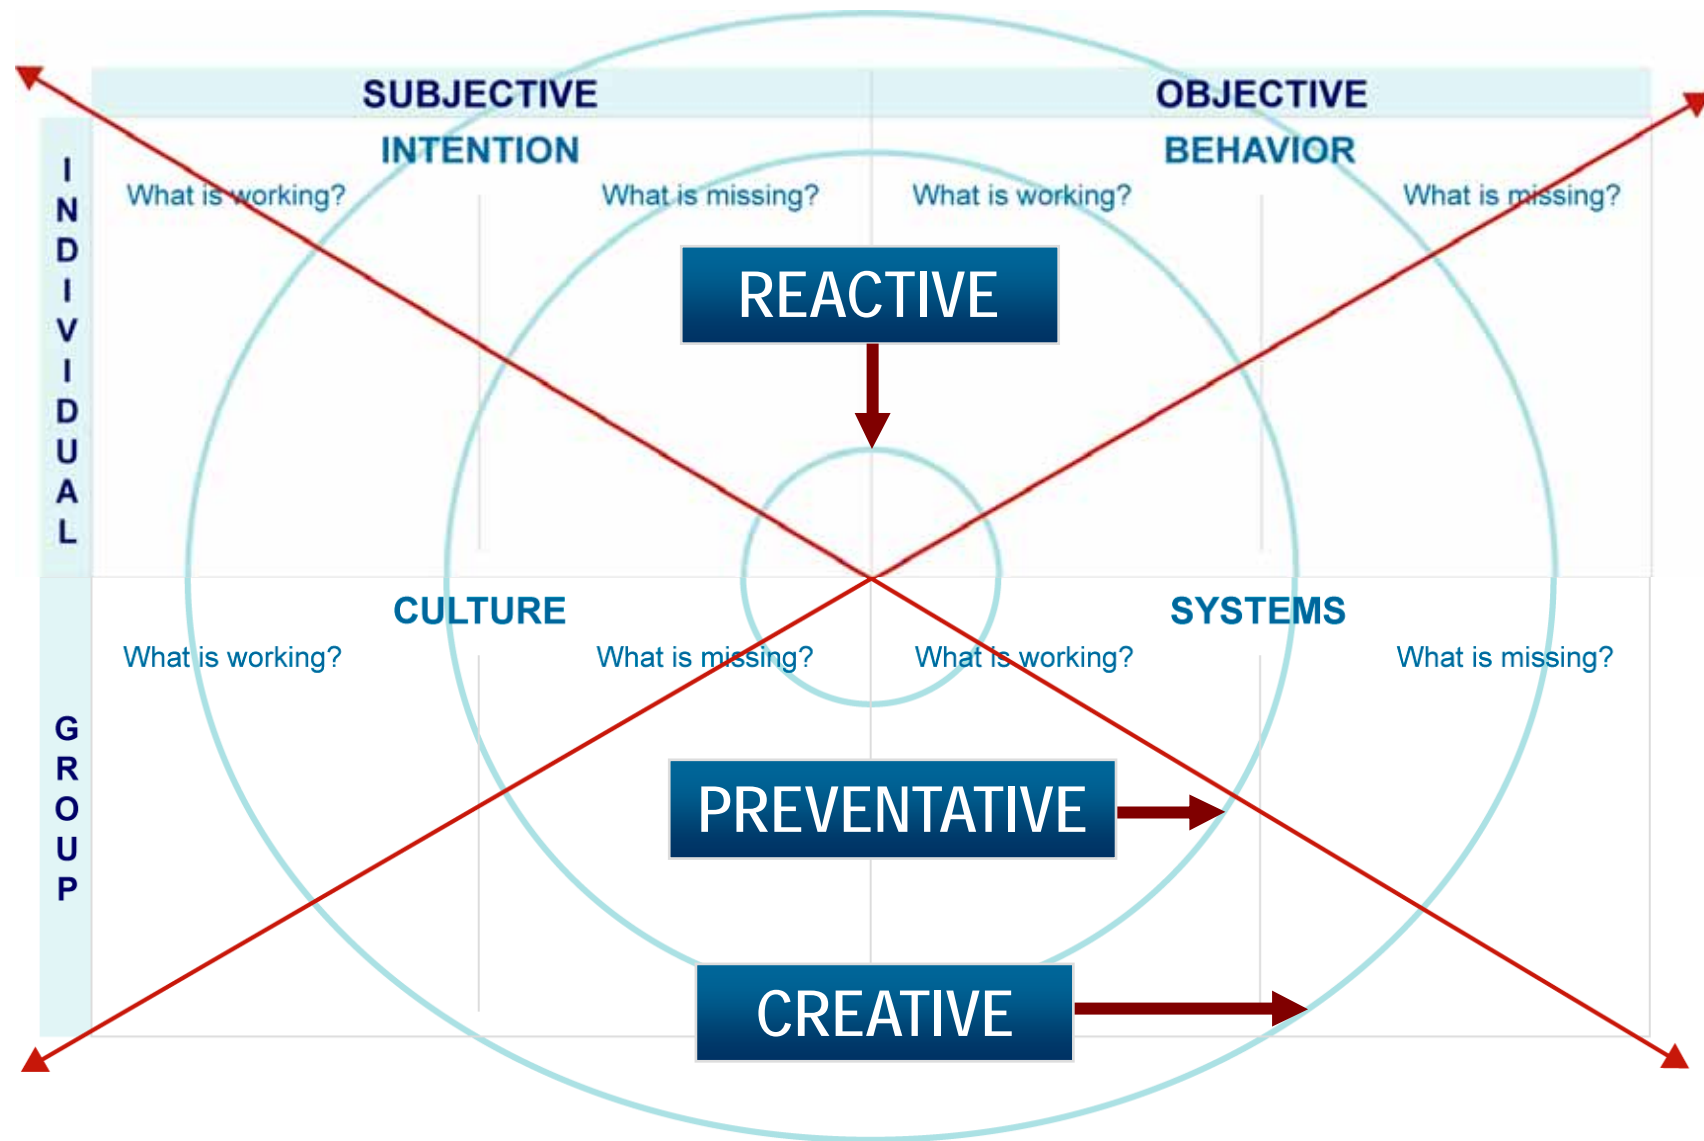 SUBJECTIVE OBJECTIVE
INDIVIDUAL
INTENTION BEHAVIOR
What is working? What is missing? What is working? What is missing?
REACTIVE
GROUP
CULTURE SYSTEMS
What is working? What is missing? What is working? What is missing?
PREVENTATIVE
CREATIVE